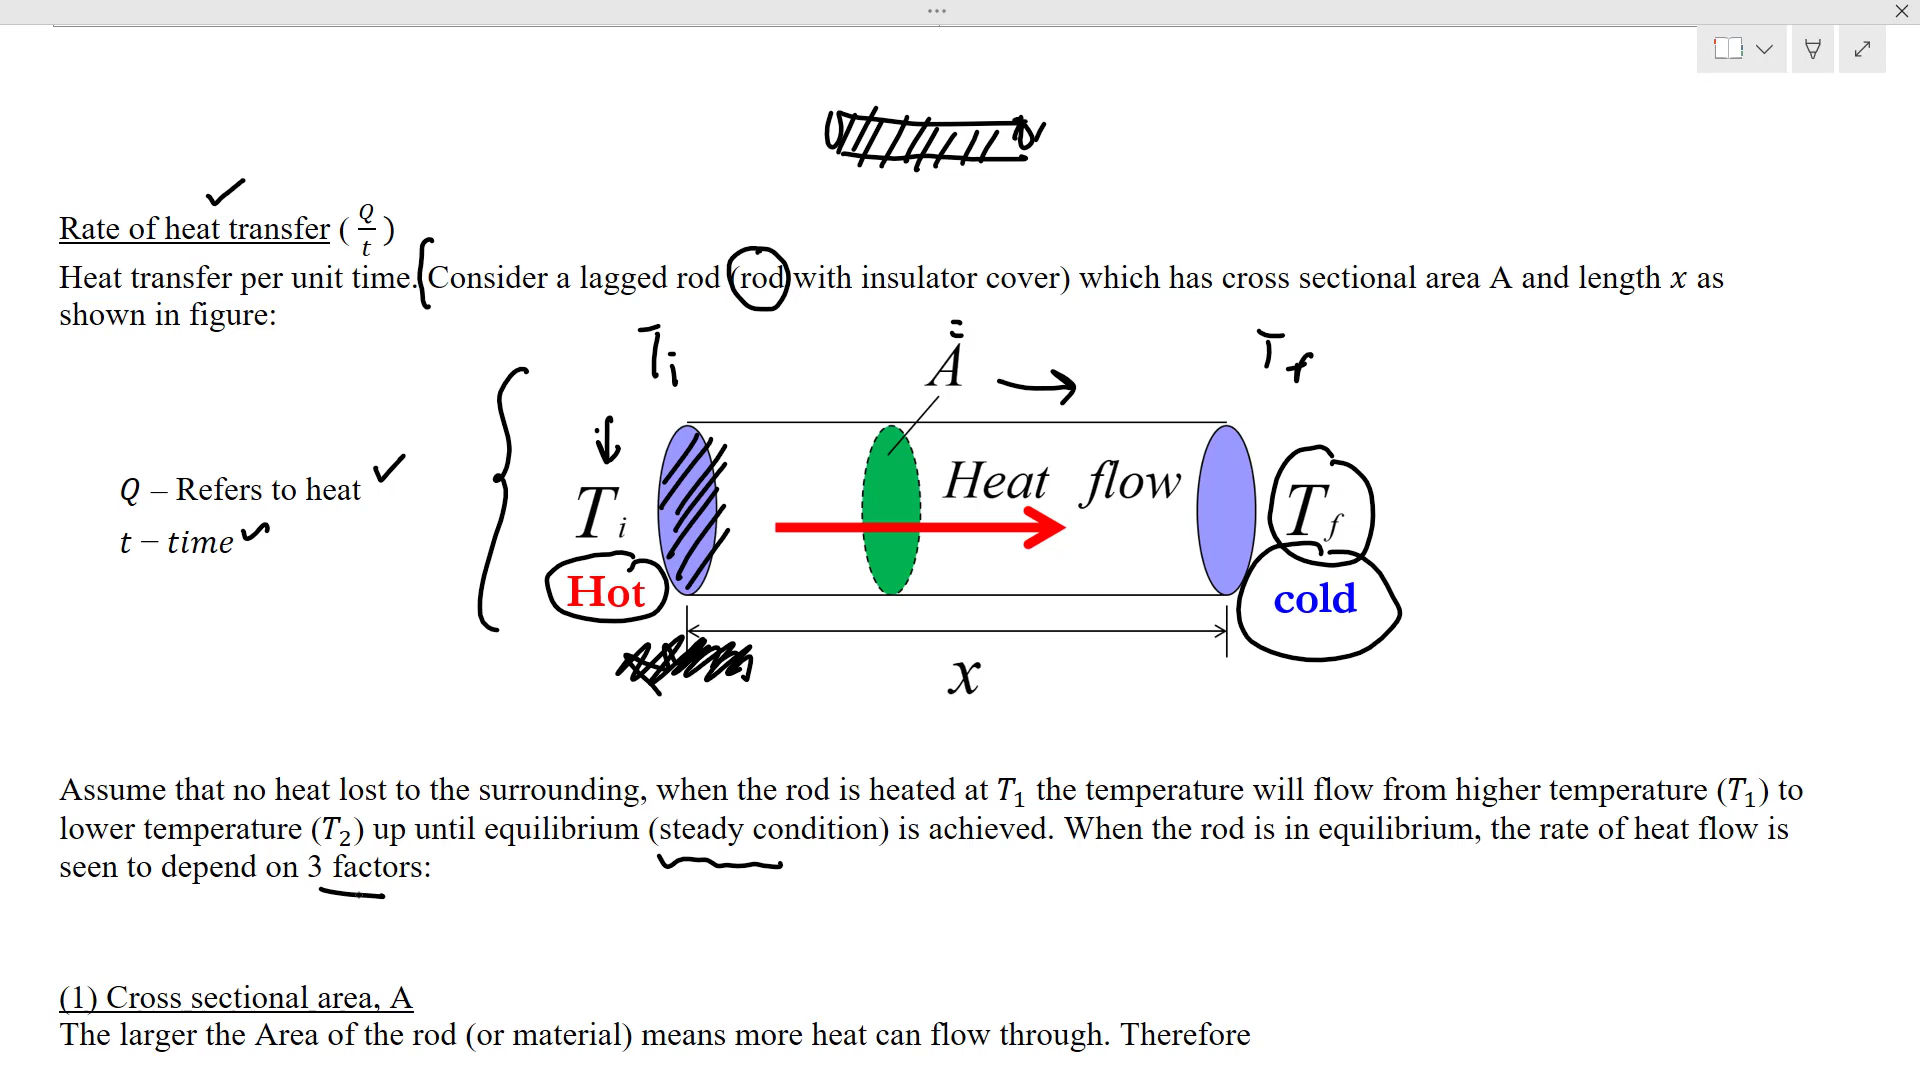 Rate of heat transfer ( Q/t )
Heat transfer per unit time. Consider a lagged rod (rod with insulator cover) which has cross sectional area A and length x as
shown in figure:
Ti
A
Tf
Q – Refers to heat
t – time
Ti
Hot
Heat flow
Tf
cold
x
Assume that no heat lost to the surrounding, when the rod is heated at T1 the temperature will flow from higher temperature (T1) to
lower temperature (T2) up until equilibrium (steady condition) is achieved. When the rod is in equilibrium, the rate of heat flow is
seen to depend on 3 factors:
(1) Cross sectional area, A
The larger the Area of the rod (or material) means more heat can flow through. Therefore